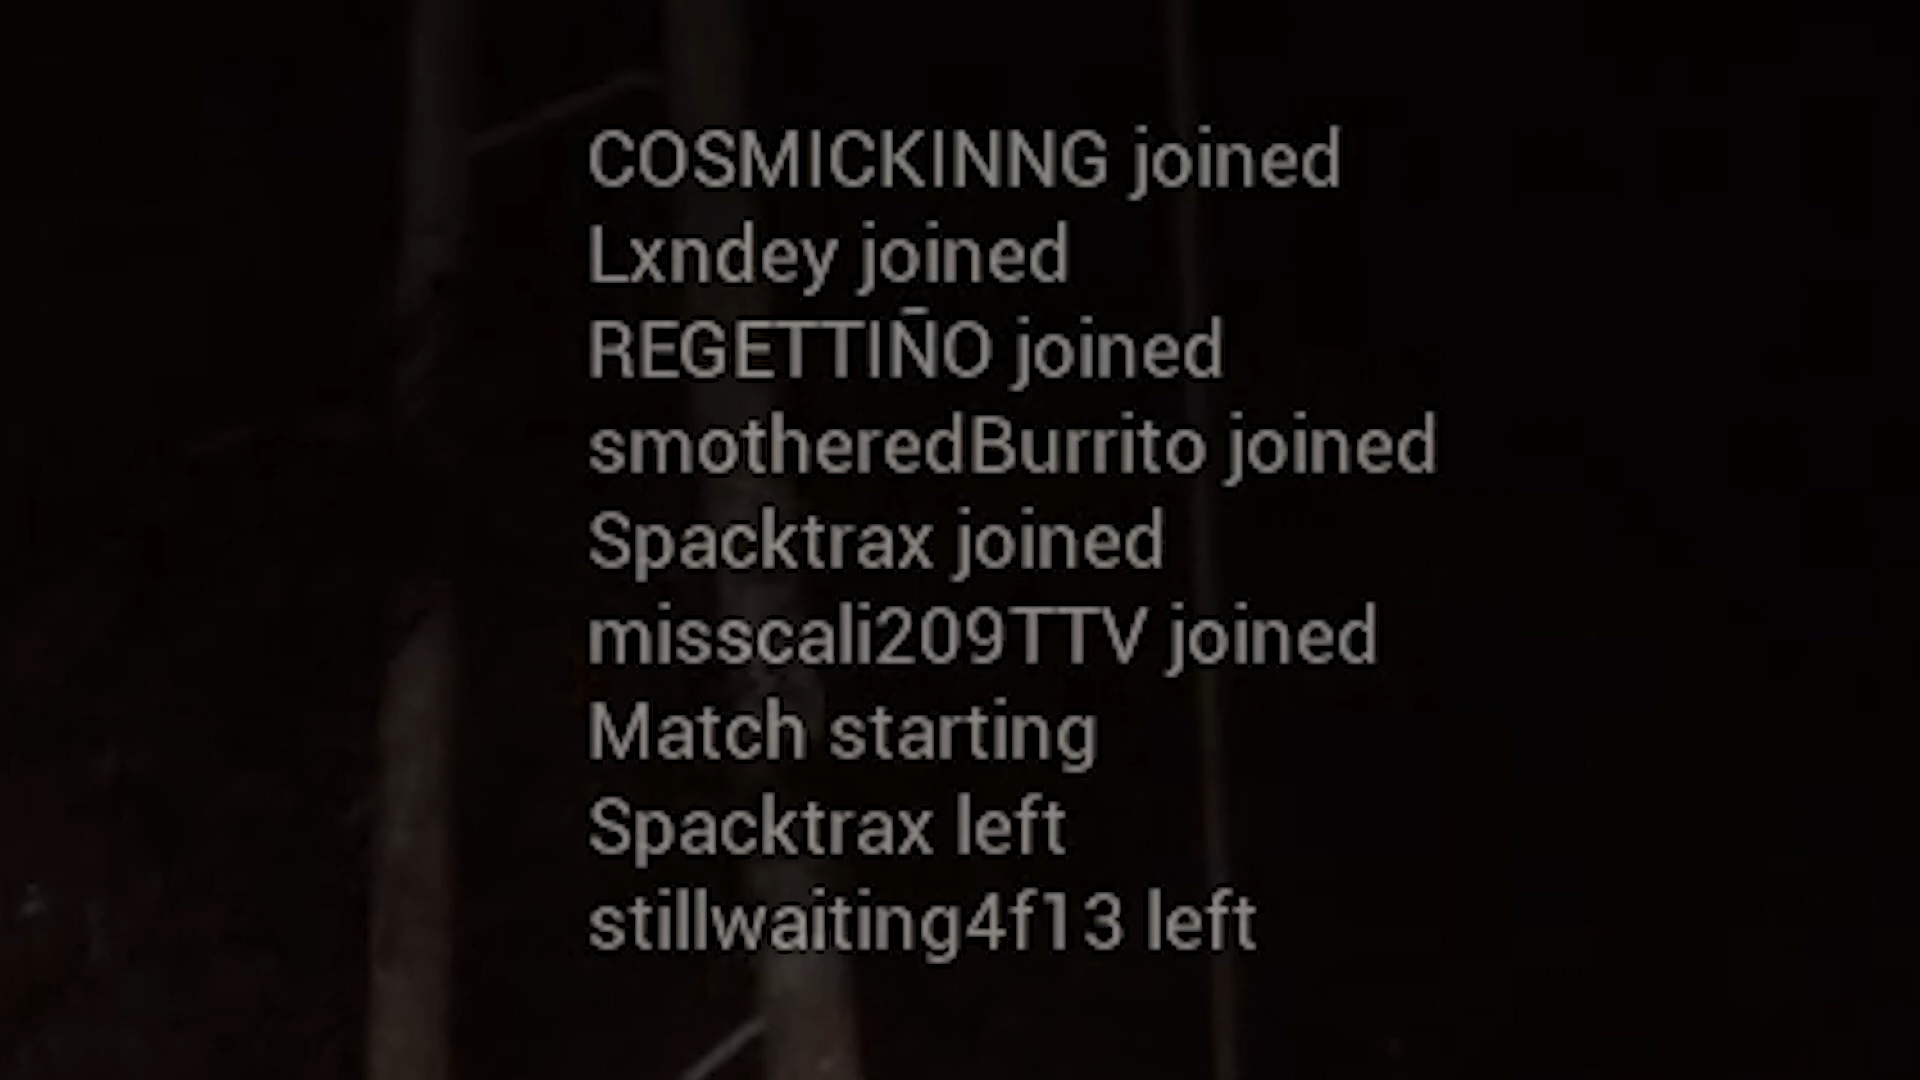 COSMICKINNG joined
Lxndey joined
REGETTIÑO joined
smotheredBurrito joined
Spacktrax joined
misscali209TTV joined
Match starting
Spacktrax left
stillwaiting4f13 left